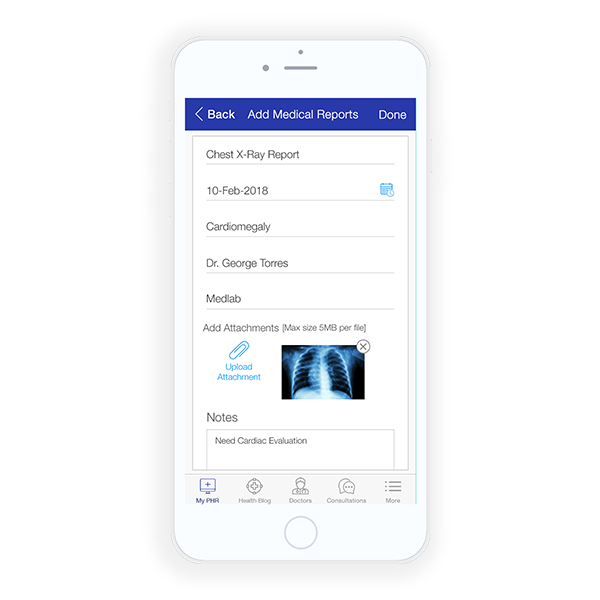 Back Add Medical Reports Done
Chest X-Ray Report
10-Feb-2018
Cardiomegaly
Dr. George Torres
Medlab
Add Attachments [Max size 5MB per file]
Upload
Attachment
Notes
Need Cardiac Evaluation
My PHR Health Blog Doctors Consultations More